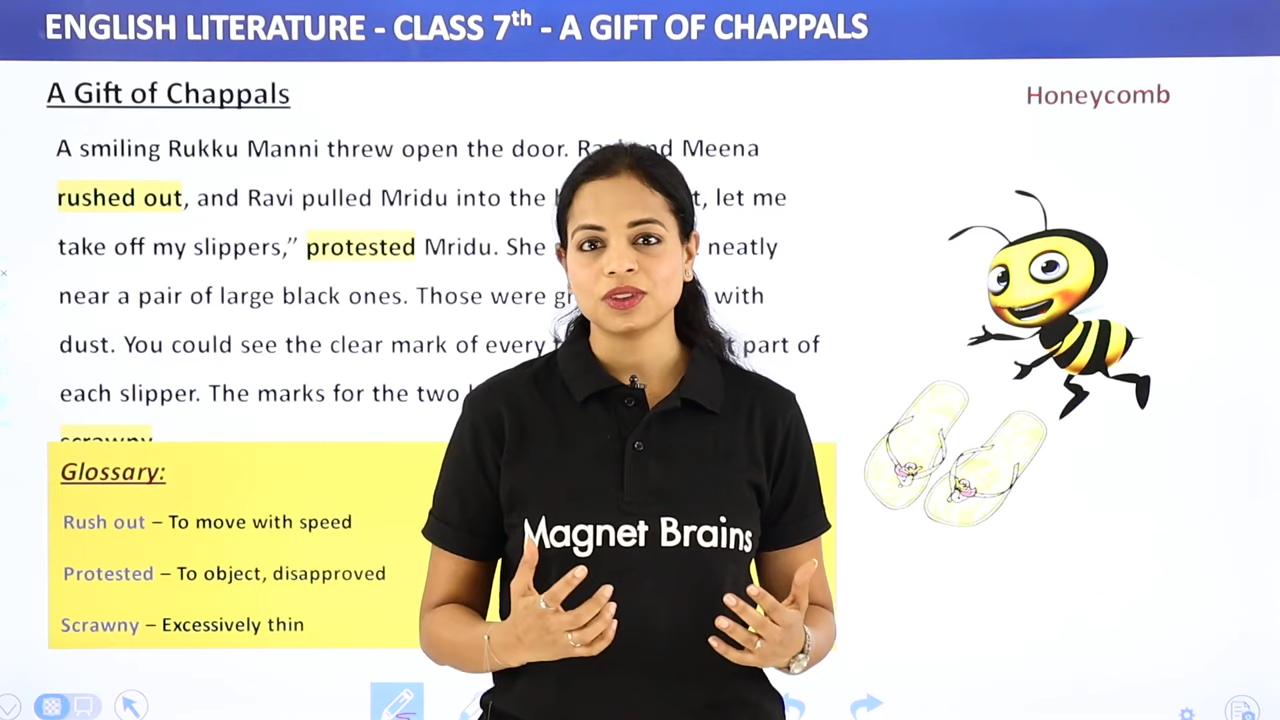 ENGLISH LITERATURE - CLASS 7th - A GIFT OF CHAPPALS
A Gift of Chappals
Honeycomb
A smiling Rukku Manni threw open the door. and Meena
rushed out, and Ravi pulled Mridu into the let me
take off my slippers,” protested Mridu. She neatly
near a pair of large black ones. Those were with
dust. You could see the clear mark of every part of
each slipper. The marks for the two
scrawny
Glossary:
Rush out – To move with speed
Protested – To object, disapproved
Scrawny – Excessively thin
Magnet Brains